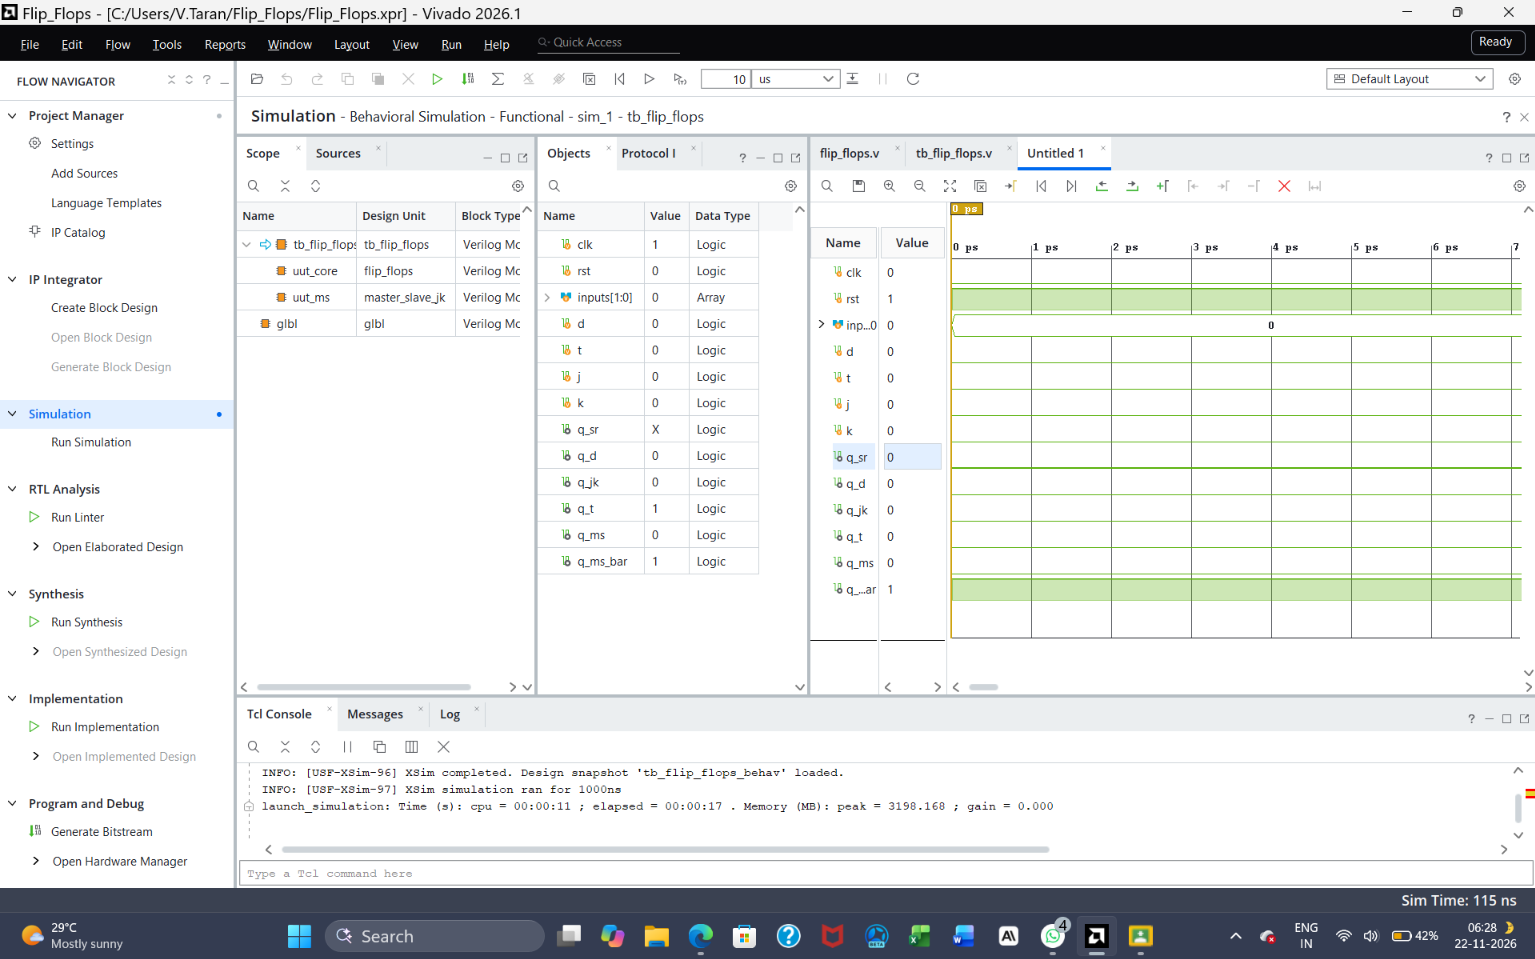 Flip_Flops - [C:/Users/V.Taran/Flip_Flops/Flip_Flops.xpr] - Vivado 2026.1
File Edit Flow Tools Reports Window Layout View Run Help Quick Access
Ready
FLOW NAVIGATOR
10 us
Default Layout
Simulation - Behavioral Simulation - Functional - sim_1 - tb_flip_flops
Project Manager
Settings
Add Sources
Language Templates
IP Catalog
IP Integrator
Create Block Design
Open Block Design
Generate Block Design
Simulation
Run Simulation
RTL Analysis
Run Linter
Open Elaborated Design
Synthesis
Run Synthesis
Open Synthesized Design
Implementation
Run Implementation
Open Implemented Design
Program and Debug
Generate Bitstream
Open Hardware Manager
Scope Sources
Name Design Unit Block Type
tb_flip_flops tb_flip_flops Verilog Mo
uut_core flip_flops Verilog Mo
uut_ms master_slave_jk Verilog Mo
glbl glbl Verilog Mo
Objects Protocol I
Name Value Data Type
clk 1 Logic
rst 0 Logic
inputs[1:0] 0 Array
d 0 Logic
t 0 Logic
j 0 Logic
k 0 Logic
q_sr X Logic
q_d 0 Logic
q_jk 0 Logic
q_t 1 Logic
q_ms 0 Logic
q_ms_bar 1 Logic
flip_flops.v tb_flip_flops.v Untitled 1
0 ps
Name Value
0 ps 1 ps 2 ps 3 ps 4 ps 5 ps 6 ps 7
clk 0
rst 1
inp...0 0 0
d 0
t 0
j 0
k 0
q_sr 0
q_d 0
q_jk 0
q_t 0
q_ms 0
q_...ar 1
Tcl Console Messages Log
INFO: [USF-XSim-96] XSim completed. Design snapshot 'tb_flip_flops_behav' loaded.
INFO: [USF-XSim-97] XSim simulation ran for 1000ns
launch_simulation: Time (s): cpu = 00:00:11 ; elapsed = 00:00:17 . Memory (MB): peak = 3198.168 ; gain = 0.000
Type a Tcl command here
Sim Time: 115 ns
29°C
Mostly sunny
Search
4
ENG
IN
42%
06:28
22-11-2026